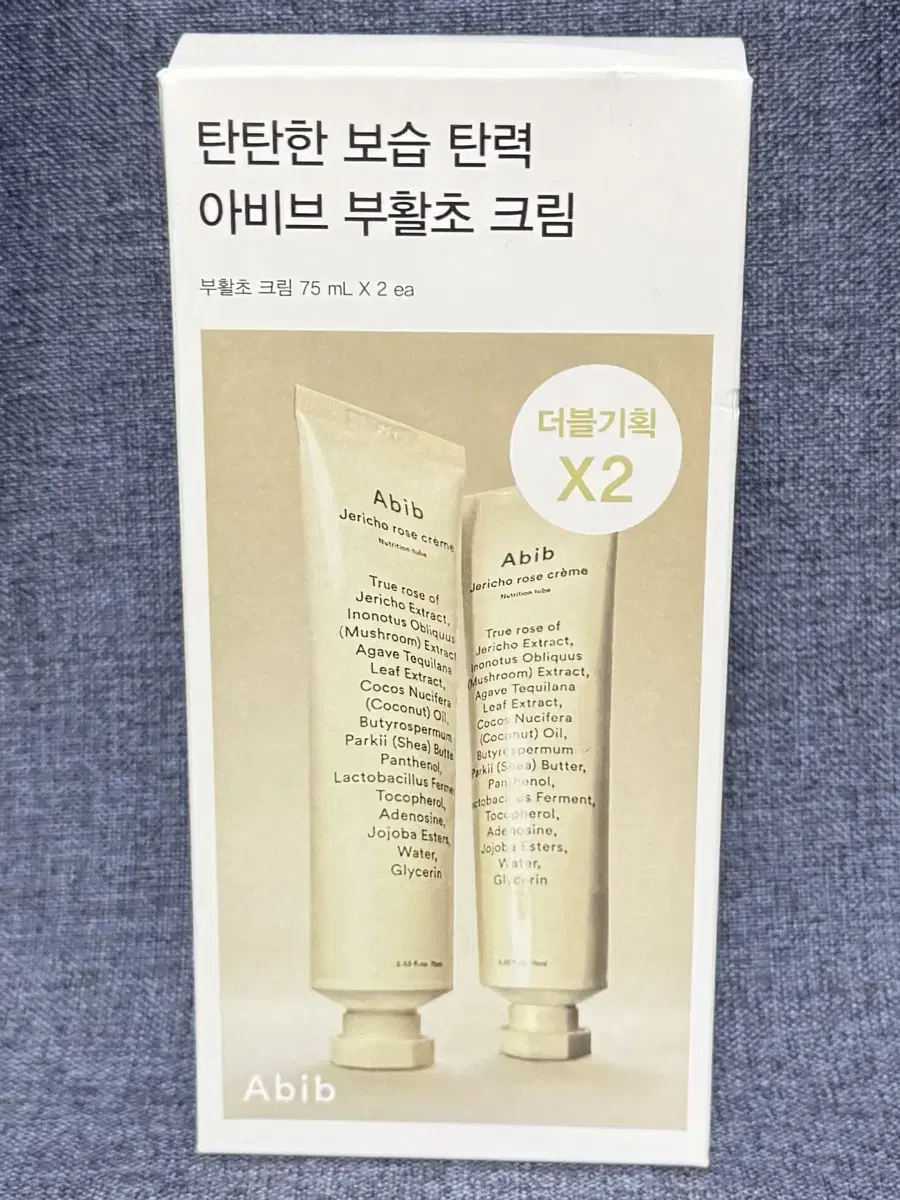 탄탄한 보습 탄력
아비브 부활초 크림
부활초 크림 75 mL X 2 ea
더블기획
X2
Abib
Jericho rose crème
Nutrition tube
True rose of
Jericho Extract,
Inonotus Obliquus
(Mushroom) Extract
Agave Tequilana
Leaf Extract,
Cocos Nucifera
(Coconut) Oil,
Butyrospermum
Parkii (Shea) Butte
Panthenol,
Lactobacillus Ferme
Tocopherol,
Adenosine,
Jojoba Esters,
Water,
Glycerin
Abib
Jericho rose crème
Nutrition tube
True rose of
Jericho Extract,
Inonotus Obliquus
(Mushroom) Extract,
Agave Tequilana
Leaf Extract,
Cocos Nucifera
(Coconut) Oil,
Butyrospermum
Parkii (Shea) Butter,
Panthenol,
Lactobacillus Ferment,
Tocopherol,
Adenosine,
Jojoba Esters,
Water,
Glycerin
Abib